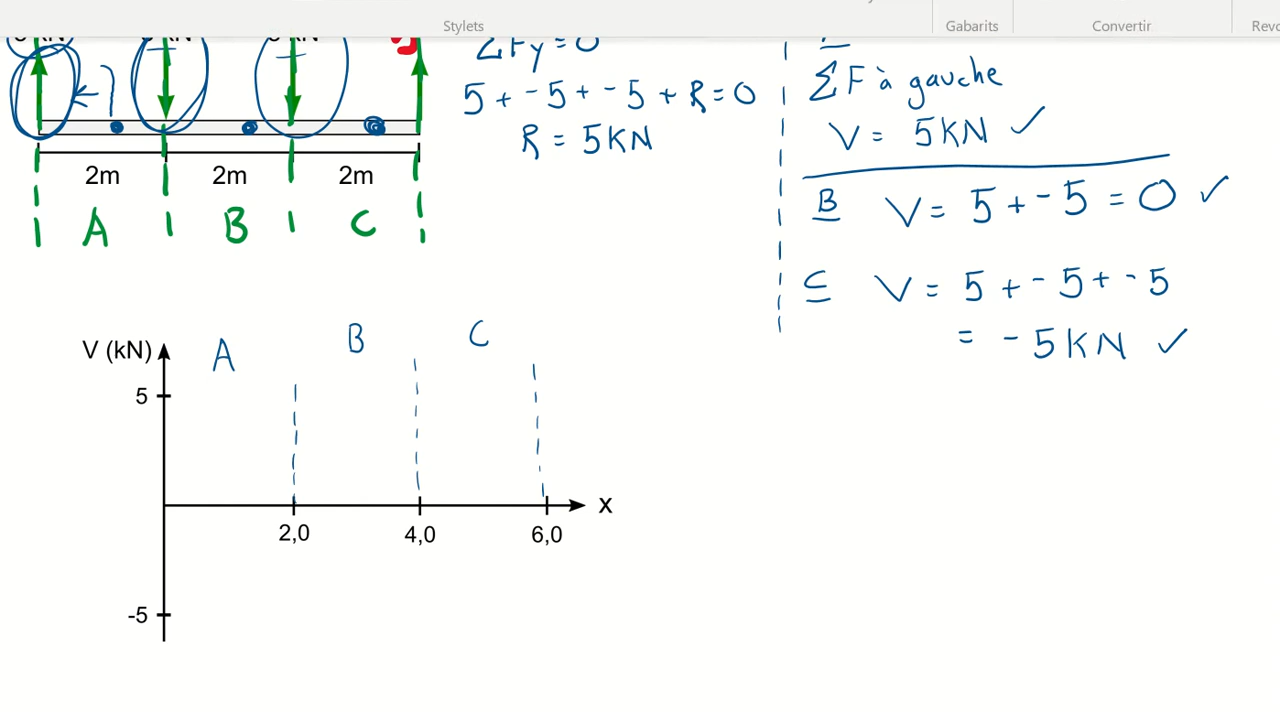 Stylets
Gabarits
Convertir
ΣFy = 0
5 + -5 + -5 + R = 0
R = 5KN
2m 2m 2m
A B C
ΣF à gauche
V = 5KN ✓
B V = 5 + -5 = 0 ✓
C V = 5 + -5 + -5
= -5KN ✓
V (kN)
A B C
5
x
2,0 4,0 6,0
-5